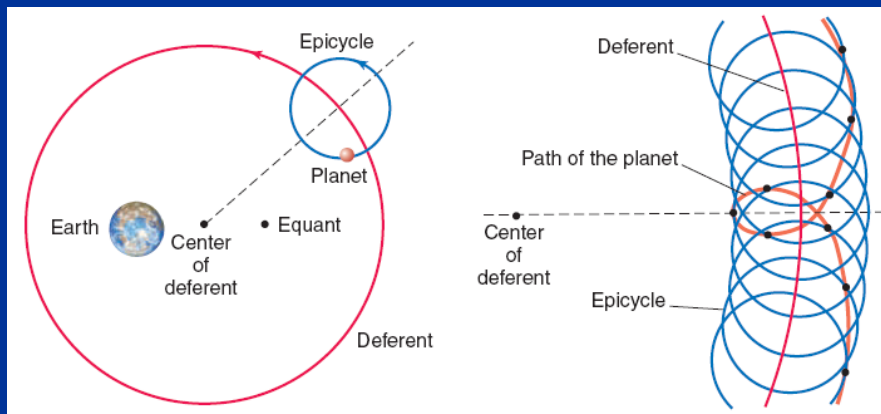 Epicycle
Planet
Earth
Center
of
deferent
Equant
Deferent
Deferent
Path of the planet
Center
of
deferent
Epicycle